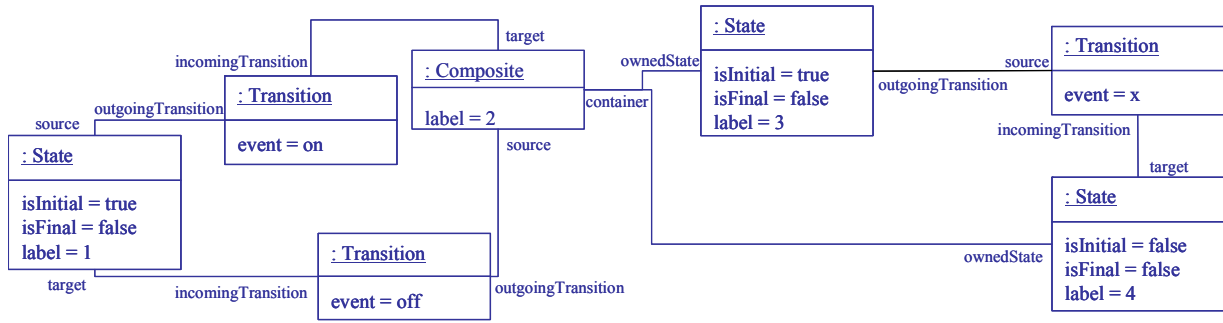 : State
isInitial = true
isFinal = false
label = 3
: Transition
event = x
target
incomingTransition
: Composite
label = 2
ownedState
container
outgoingTransition
source
: Transition
event = on
outgoingTransition
source
: State
isInitial = true
isFinal = false
label = 1
source
incomingTransition
target
: State
isInitial = false
isFinal = false
label = 4
ownedState
: Transition
event = off
target
incomingTransition
outgoingTransition